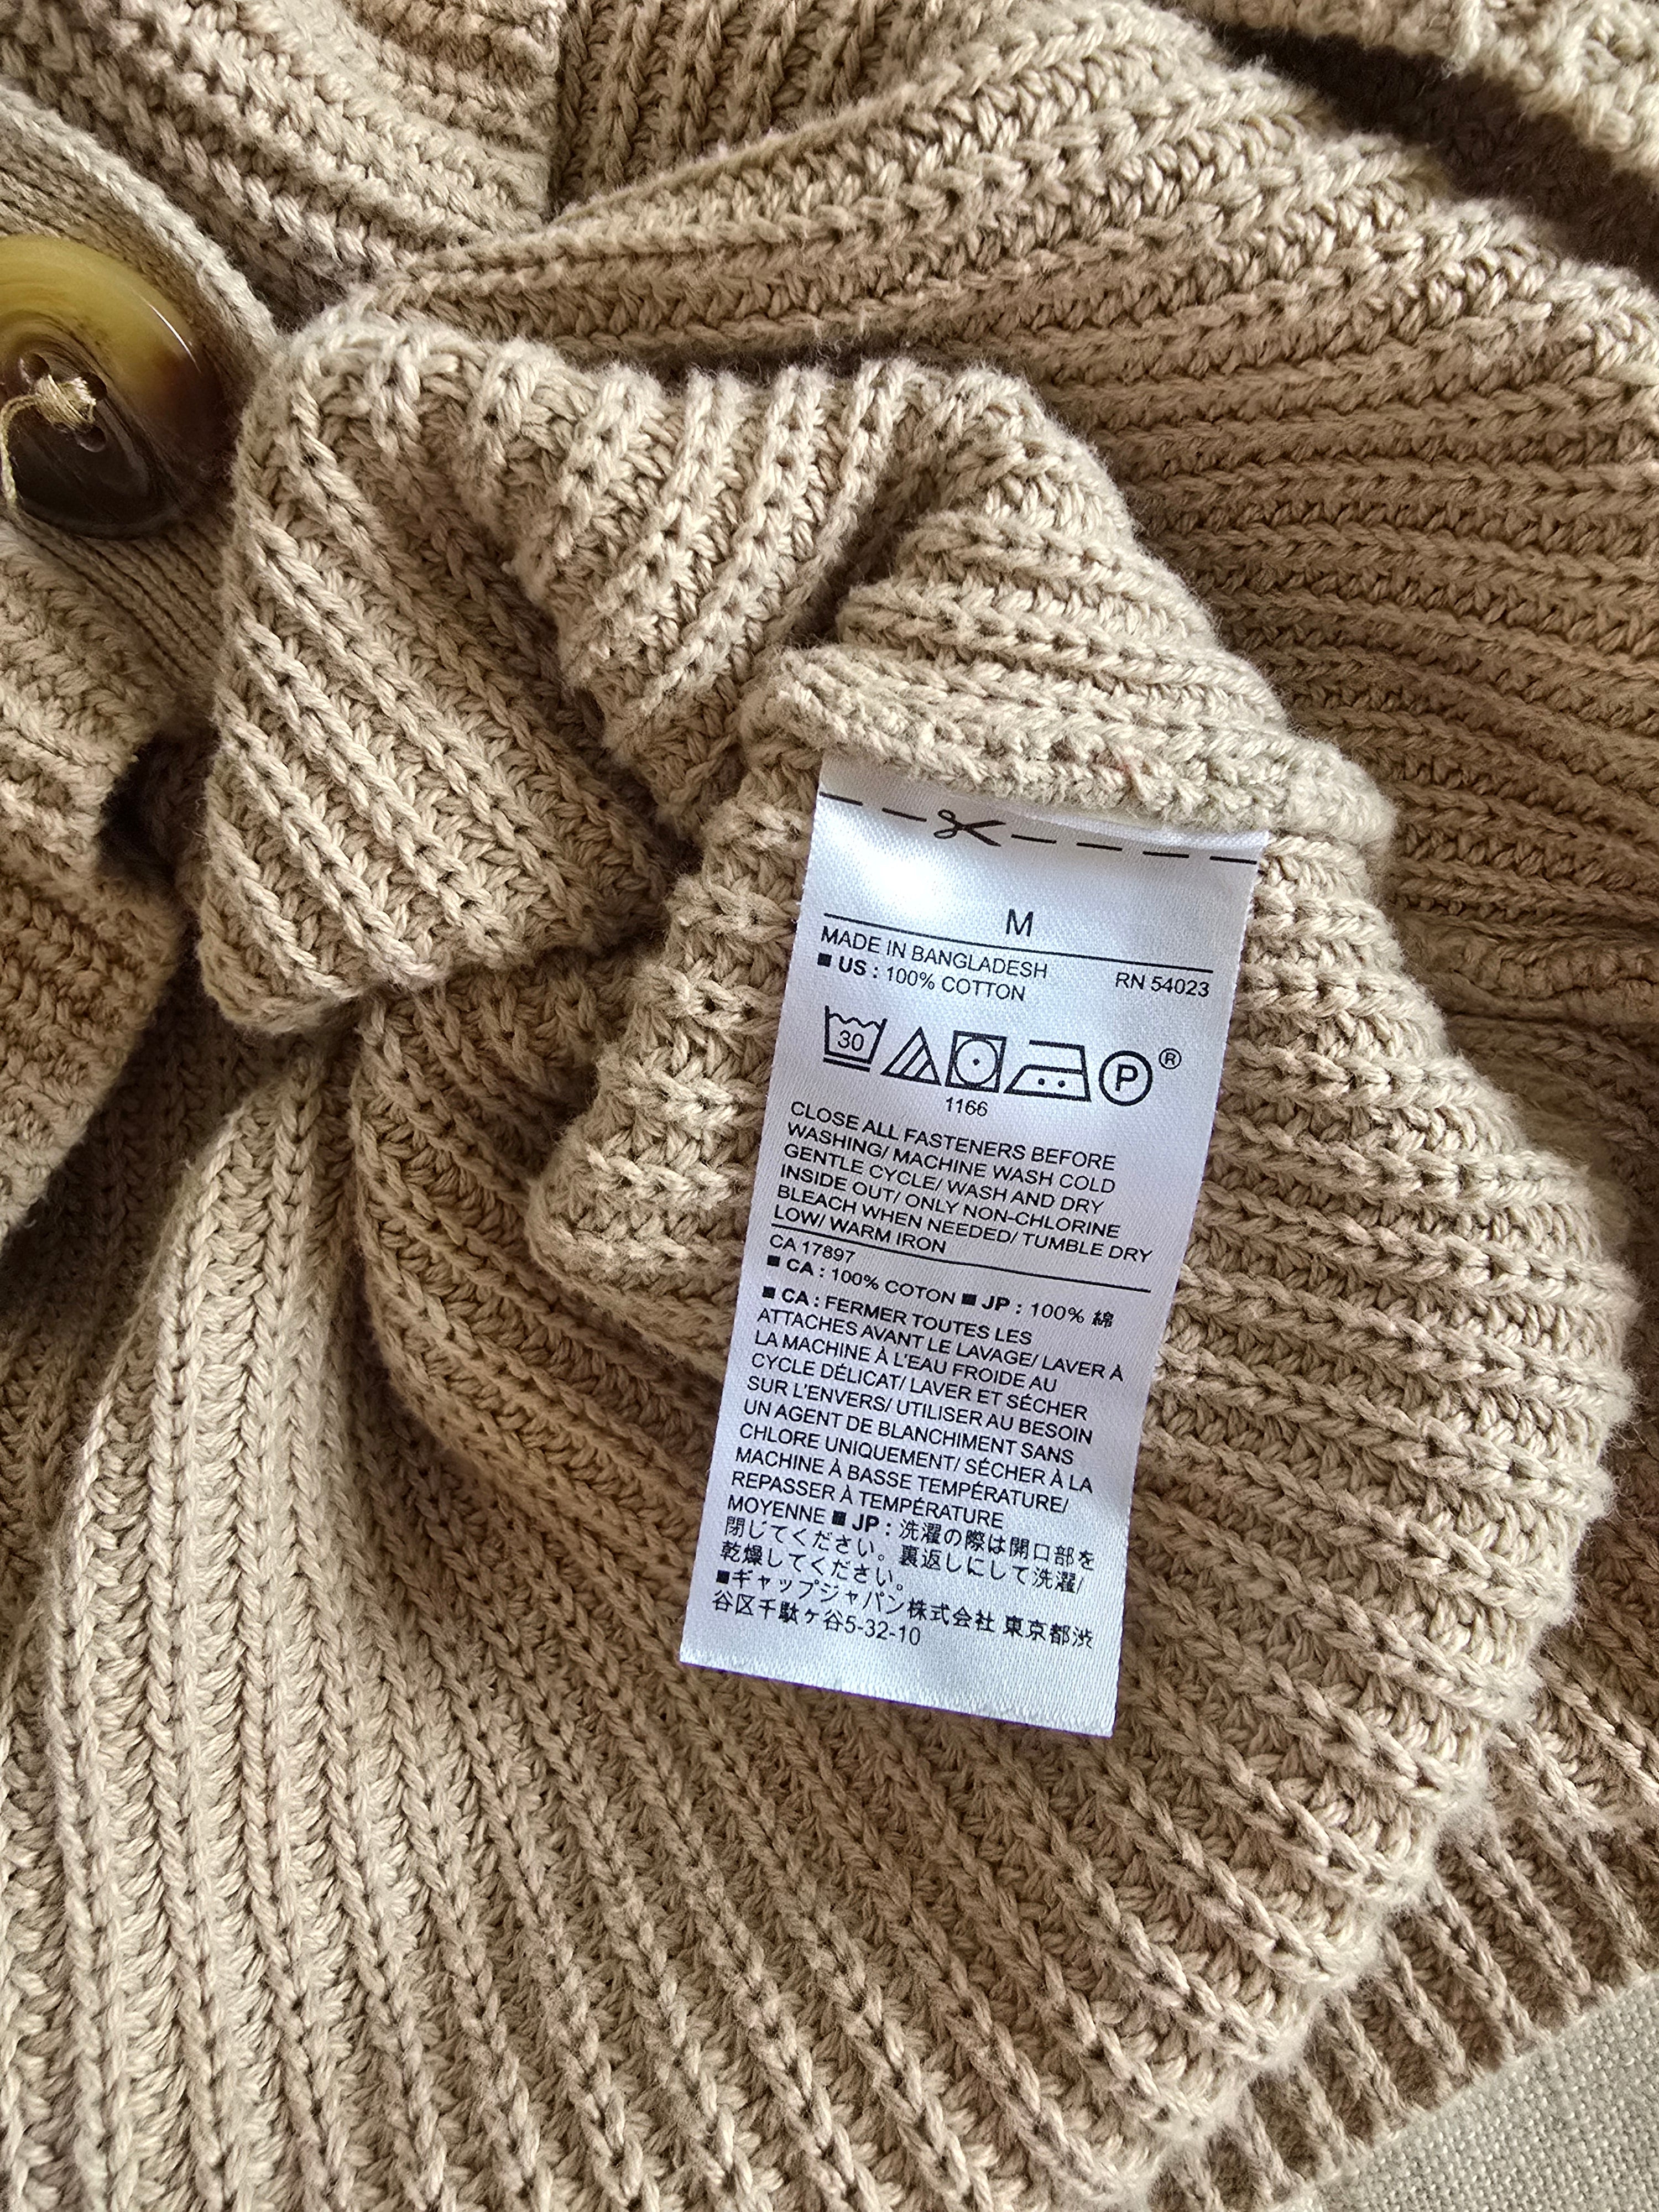 M
MADE IN BANGLADESH RN 54023
■ US : 100% COTTON
30 P ®
1166
CLOSE ALL FASTENERS BEFORE
WASHING/ MACHINE WASH COLD
GENTLE CYCLE/ WASH AND DRY
INSIDE OUT/ ONLY NON-CHLORINE
BLEACH WHEN NEEDED/ TUMBLE DRY
LOW/ WARM IRON
CA 17897
■ CA : 100% COTON ■ JP : 100% 綿
■ CA : FERMER TOUTES LES
ATTACHES AVANT LE LAVAGE/ LAVER À
LA MACHINE À L'EAU FROIDE AU
CYCLE DÉLICAT/ LAVER ET SÉCHER
SUR L'ENVERS/ UTILISER AU BESOIN
UN AGENT DE BLANCHIMENT SANS
CHLORE UNIQUEMENT/ SÉCHER À LA
MACHINE À BASSE TEMPÉRATURE/
REPASSER À TEMPÉRATURE
MOYENNE ■ JP : 洗濯の際は開口部を
閉じてください。裏返しにして洗濯/
乾燥してください。
■ギャップジャパン株式会社 東京都渋
谷区千駄ケ谷5-32-10